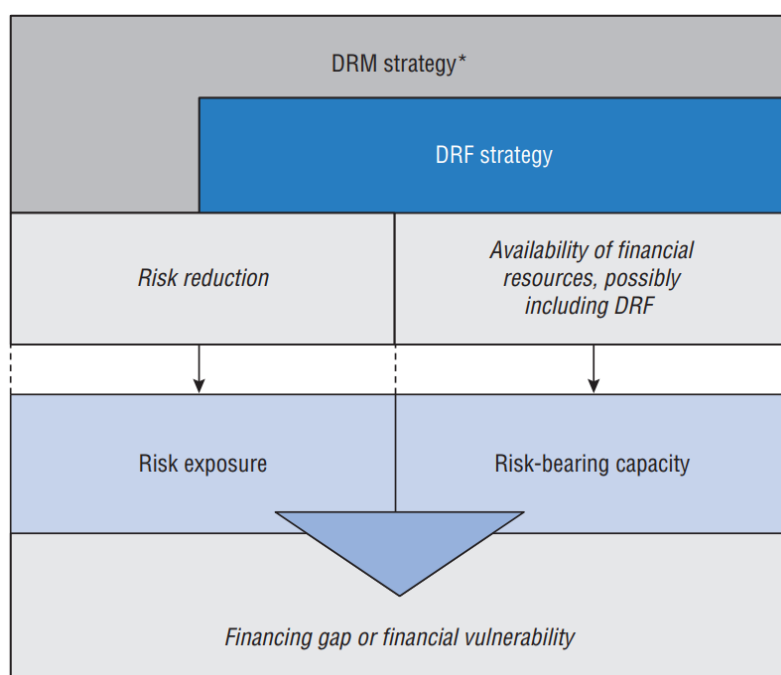 DRM strategy*
DRF strategy
Risk reduction
Availability of financial
resources, possibly
including DRF
Risk exposure
Risk-bearing capacity
Financing gap or financial vulnerability